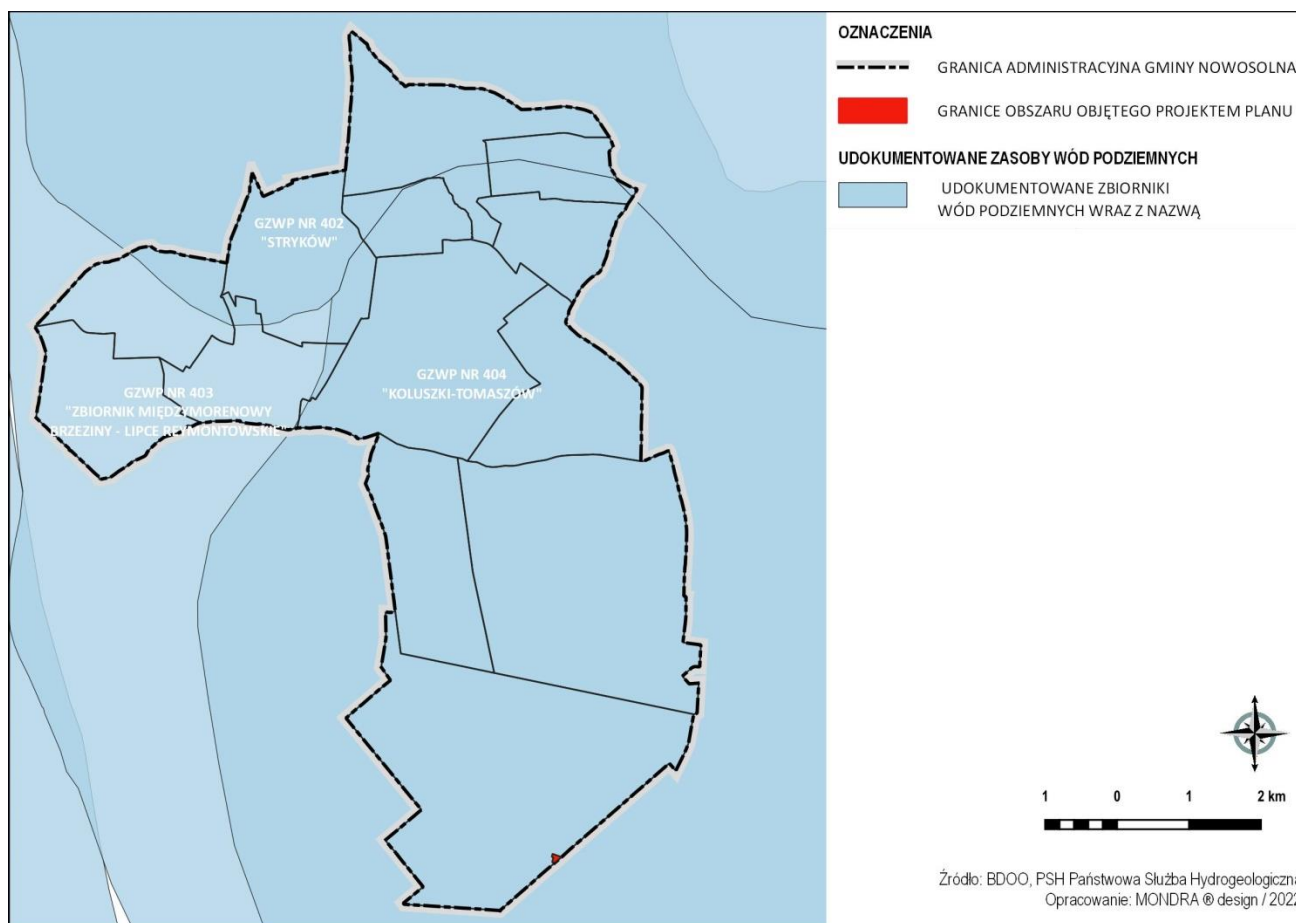 OZNACZENIA
GRANICA ADMINISTRACYJNA GMINY NOWOSOLNA
GRANICE OBSZARU OBJĘTEGO PROJEKTEM PLANU
UDOKUMENTOWANE ZASOBY WÓD PODZIEMNYCH
UDOKUMENTOWANE ZBIORNIKI
WÓD PODZIEMNYCH WRAZ Z NAZWĄ
GZWP NR 402
"STRYKÓW"
GZWP NR 404
"KOLUSZKI-TOMASZÓW"
GZWP NR 403
"ZBIORNIK MIĘDZYMORENOWY
BRZEZINY - LIPCE REYMONTOWSKIE"
1 0 1 2 km
Źródło: BDOO, PSH Państwowa Służba Hydrogeologiczna
Opracowanie: MONDRA ® design / 2022